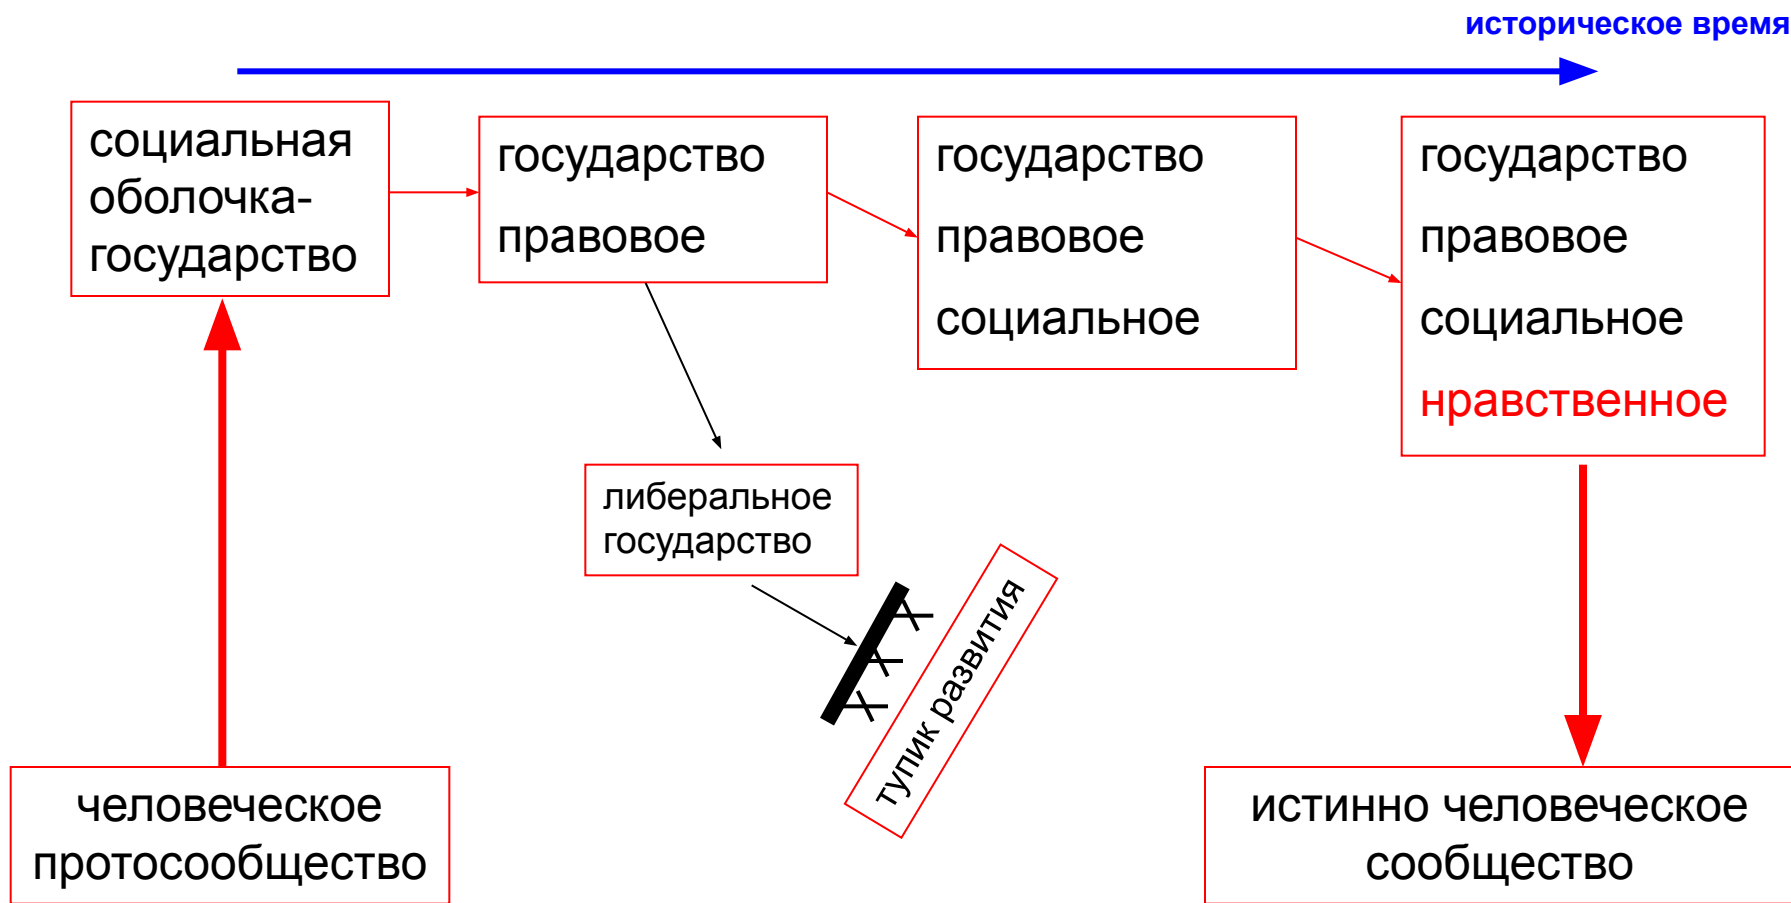 историческое время
социальная
оболочка-
государство
государство
правовое
государство
правовое
социальное
государство
правовое
социальное
нравственное
либеральное
государство
тупик развития
человеческое
протосообщество
истинно человеческое
сообщество